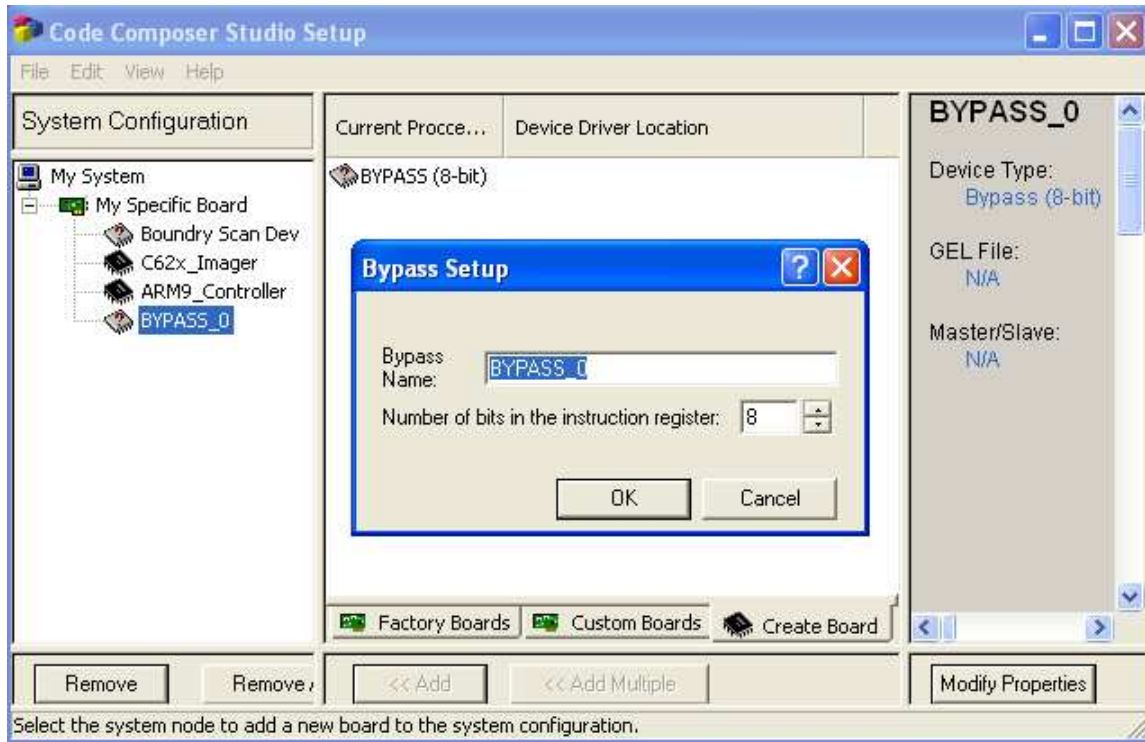 Code Composer Studio Setup
File Edit View Help
System Configuration
My System
My Specific Board
Boundry Scan Dev
C62x_Imager
ARM9_Controller
BYPASS_0
Current Procce... Device Driver Location
BYPASS (8-bit)
Bypass Setup
Bypass Name: BYPASS_0
Number of bits in the instruction register: 8
OK Cancel
Factory Boards Custom Boards Create Board
BYPASS_0
Device Type:
Bypass (8-bit)
GEL File:
N/A
Master/Slave:
N/A
Remove Remove << Add << Add Multiple Modify Properties
Select the system node to add a new board to the system configuration.